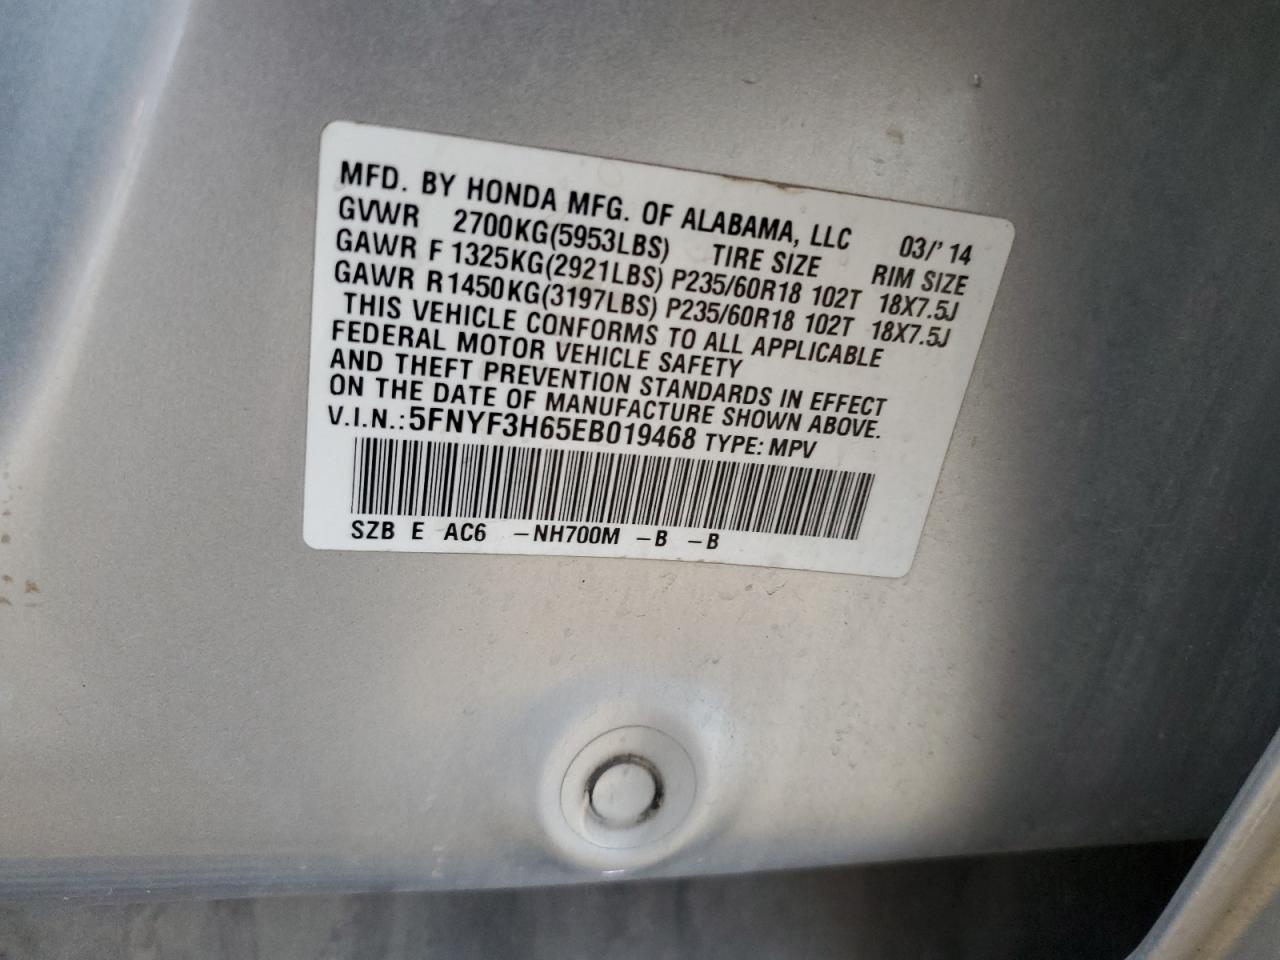 MFD. BY HONDA MFG. OF ALABAMA, LLC 03/' 14
GVWR 2700KG(5953LBS) TIRE SIZE RIM SIZE
GAWR F 1325KG(2921LBS) P235/60R18 102T 18X7.5J
GAWR R1450KG(3197LBS) P235/60R18 102T 18X7.5J
THIS VEHICLE CONFORMS TO ALL APPLICABLE
FEDERAL MOTOR VEHICLE SAFETY
AND THEFT PREVENTION STANDARDS IN EFFECT
ON THE DATE OF MANUFACTURE SHOWN ABOVE.
V.I.N.:5FNYF3H65EB019468 TYPE: MPV
SZB E AC6 -NH700M -B -B